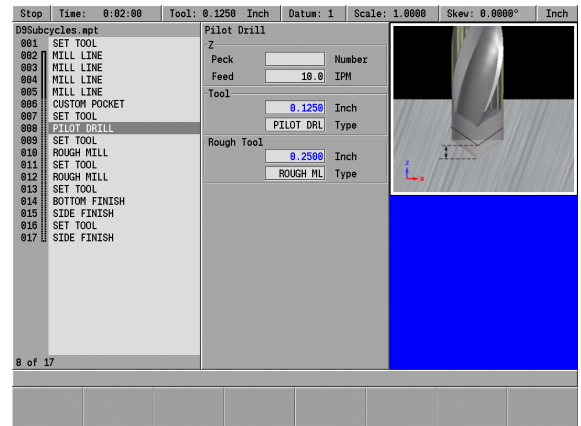 Stop Time: 0:02:00 Tool: 0.1250 Inch Datum: 1 Scale: 1.0000 Skew: 0.0000° Inch
D9Subcycles.mpt
001 SET TOOL
002 MILL LINE
003 MILL LINE
004 MILL LINE
005 MILL LINE
006 CUSTOM POCKET
007 SET TOOL
008 PILOT DRILL
009 SET TOOL
010 ROUGH MILL
011 SET TOOL
012 ROUGH MILL
013 SET TOOL
014 BOTTOM FINISH
015 SIDE FINISH
016 SET TOOL
017 SIDE FINISH
8 of 17
Pilot Drill
Z
Peck Number
Feed 10.0 IPM
Tool
0.1250 Inch
PILOT DRL Type
Rough Tool
0.2500 Inch
ROUGH ML Type
Z
X